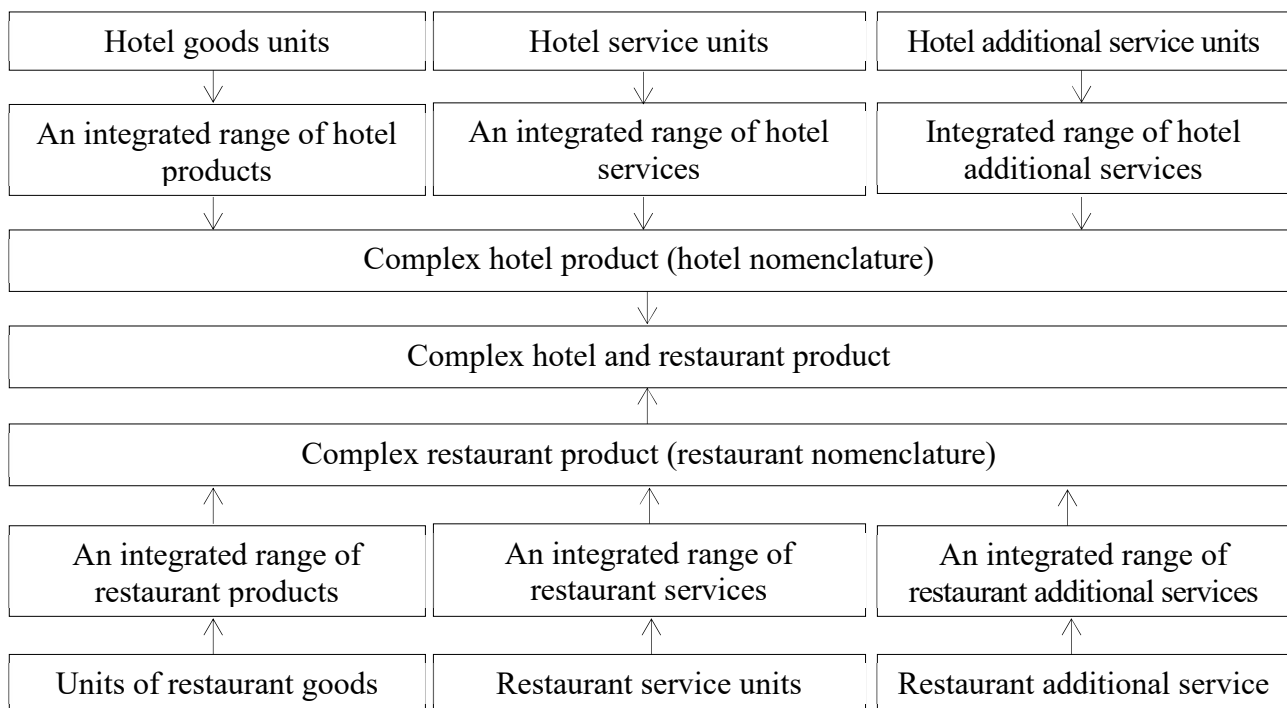 Hotel goods units
Hotel service units
Hotel additional service units
An integrated range of hotel
products
An integrated range of hotel
services
Integrated range of hotel
additional services
Complex hotel product (hotel nomenclature)
Complex hotel and restaurant product
Complex restaurant product (restaurant nomenclature)
An integrated range of
restaurant products
An integrated range of
restaurant services
An integrated range of
restaurant additional services
Units of restaurant goods
Restaurant service units
Restaurant additional service